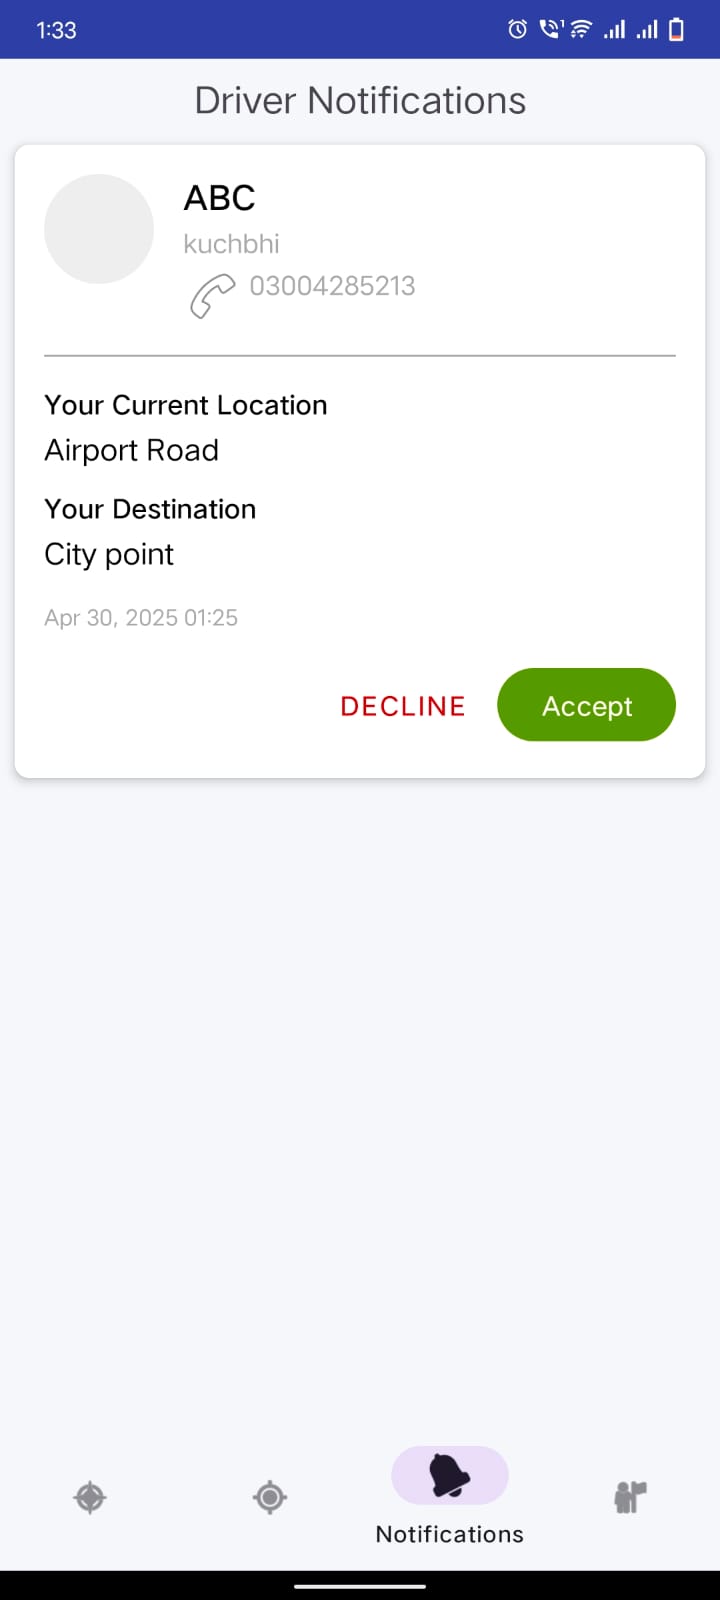 1:33
Driver Notifications
ABC
kuchbhi
03004285213
Your Current Location
Airport Road
Your Destination
City point
Apr 30, 2025 01:25
DECLINE Accept
Notifications